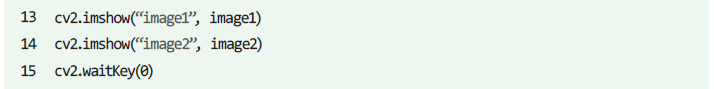 13 cv2.imshow(“image1”, image1)
14 cv2.imshow(“image2”, image2)
15 cv2.waitKey(0)